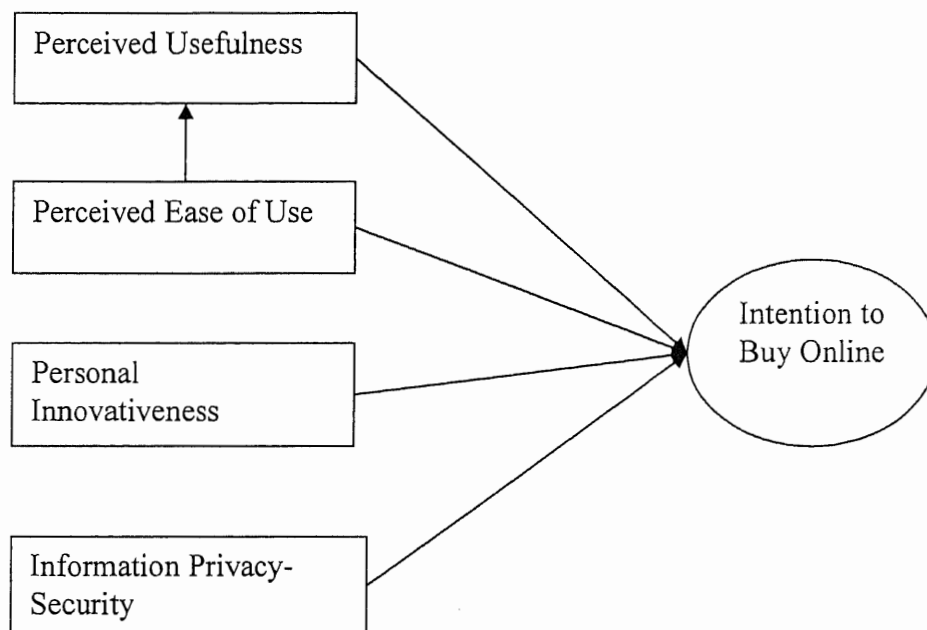 Perceived Usefulness
Perceived Ease of Use
Personal
Innovativeness
Information Privacy-
Security
Intention to
Buy Online